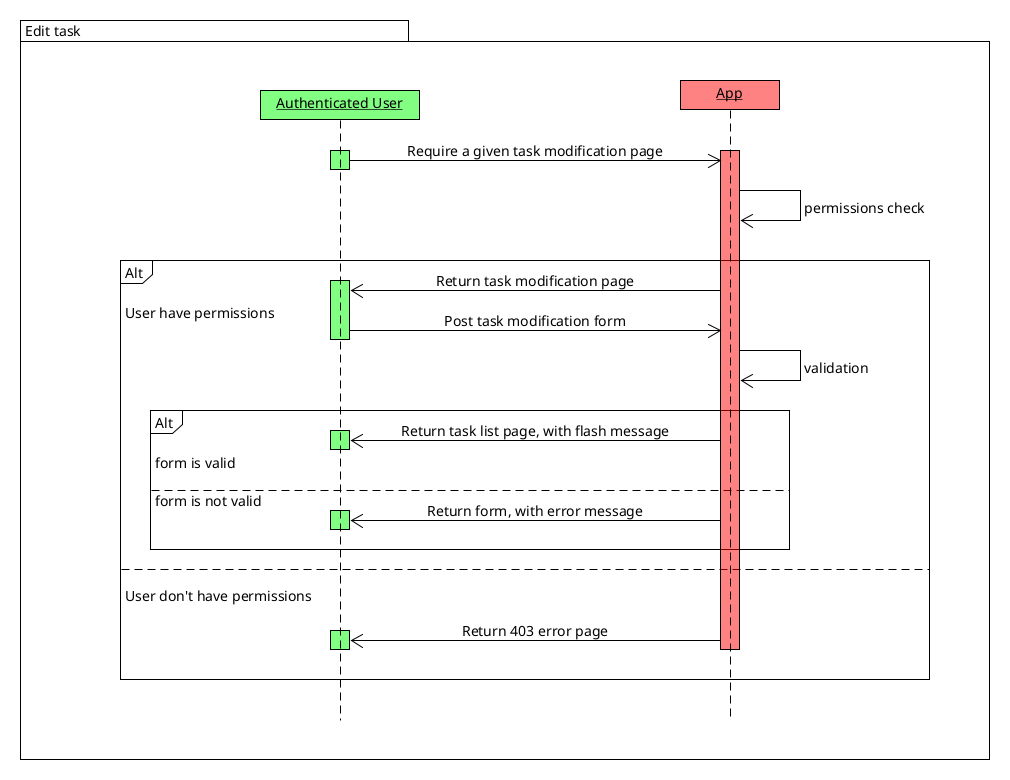 Edit task
Authenticated User
App
Require a given task modification page
permissions check
Alt
Return task modification page
User have permissions
Post task modification form
validation
Alt
Return task list page, with flash message
form is valid
form is not valid
Return form, with error message
User don't have permissions
Return 403 error page